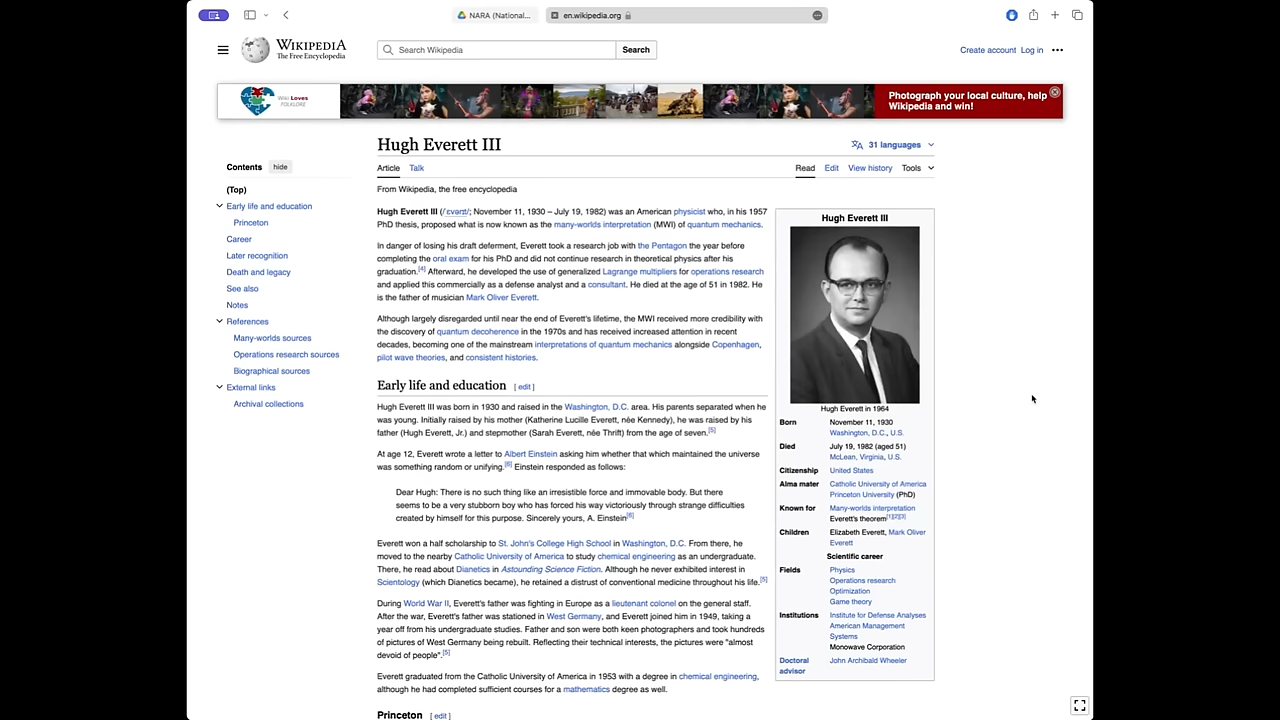 NARA (National...
en.wikipedia.org
WIKIPEDIA
The Free Encyclopedia
Search Wikipedia
Search
Create account Log in
Wiki Loves
FOLKLORE
Photograph your local culture, help
Wikipedia and win!
Hugh Everett III
31 languages
Contents hide
Article Talk
Read Edit View history Tools
(Top)
Early life and education
Princeton
Career
Later recognition
Death and legacy
See also
Notes
References
Many-worlds sources
Operations research sources
Biographical sources
External links
Archival collections
From Wikipedia, the free encyclopedia
Hugh Everett III (/ˈɛvərɪt/; November 11, 1930 – July 19, 1982) was an American physicist who, in his 1957
PhD thesis, proposed what is now known as the many-worlds interpretation (MWI) of quantum mechanics.
In danger of losing his draft deferment, Everett took a research job with the Pentagon the year before
completing the oral exam for his PhD and did not continue research in theoretical physics after his
graduation.[4] Afterward, he developed the use of generalized Lagrange multipliers for operations research
and applied this commercially as a defense analyst and a consultant. He died at the age of 51 in 1982. He
is the father of musician Mark Oliver Everett.
Although largely disregarded until near the end of Everett's lifetime, the MWI received more credibility with
the discovery of quantum decoherence in the 1970s and has received increased attention in recent
decades, becoming one of the mainstream interpretations of quantum mechanics alongside Copenhagen,
pilot wave theories, and consistent histories.
Early life and education [ edit ]
Hugh Everett III was born in 1930 and raised in the Washington, D.C. area. His parents separated when he
was young. Initially raised by his mother (Katherine Lucille Everett, née Kennedy), he was raised by his
father (Hugh Everett, Jr.) and stepmother (Sarah Everett, née Thrift) from the age of seven.[5]
At age 12, Everett wrote a letter to Albert Einstein asking him whether that which maintained the universe
was something random or unifying.[6] Einstein responded as follows:
Dear Hugh: There is no such thing like an irresistible force and immovable body. But there
seems to be a very stubborn boy who has forced his way victoriously through strange difficulties
created by himself for this purpose. Sincerely yours, A. Einstein[6]
Everett won a half scholarship to St. John's College High School in Washington, D.C. From there, he
moved to the nearby Catholic University of America to study chemical engineering as an undergraduate.
There, he read about Dianetics in Astounding Science Fiction. Although he never exhibited interest in
Scientology (which Dianetics became), he retained a distrust of conventional medicine throughout his life.[5]
During World War II, Everett's father was fighting in Europe as a lieutenant colonel on the general staff.
After the war, Everett's father was stationed in West Germany, and Everett joined him in 1949, taking a
year off from his undergraduate studies. Father and son were both keen photographers and took hundreds
of pictures of West Germany being rebuilt. Reflecting their technical interests, the pictures were "almost
devoid of people".[5]
Everett graduated from the Catholic University of America in 1953 with a degree in chemical engineering,
although he had completed sufficient courses for a mathematics degree as well.
Princeton [ edit ]
Hugh Everett III
Hugh Everett in 1964
Born November 11, 1930
Washington, D.C., U.S.
Died July 19, 1982 (aged 51)
McLean, Virginia, U.S.
Citizenship United States
Alma mater Catholic University of America
Princeton University (PhD)
Known for Many-worlds interpretation
Everett's theorem[1][2][3]
Children Elizabeth Everett, Mark Oliver
Everett
Scientific career
Fields Physics
Operations research
Optimization
Game theory
Institutions Institute for Defense Analyses
American Management
Systems
Monowave Corporation
Doctoral John Archibald Wheeler
advisor